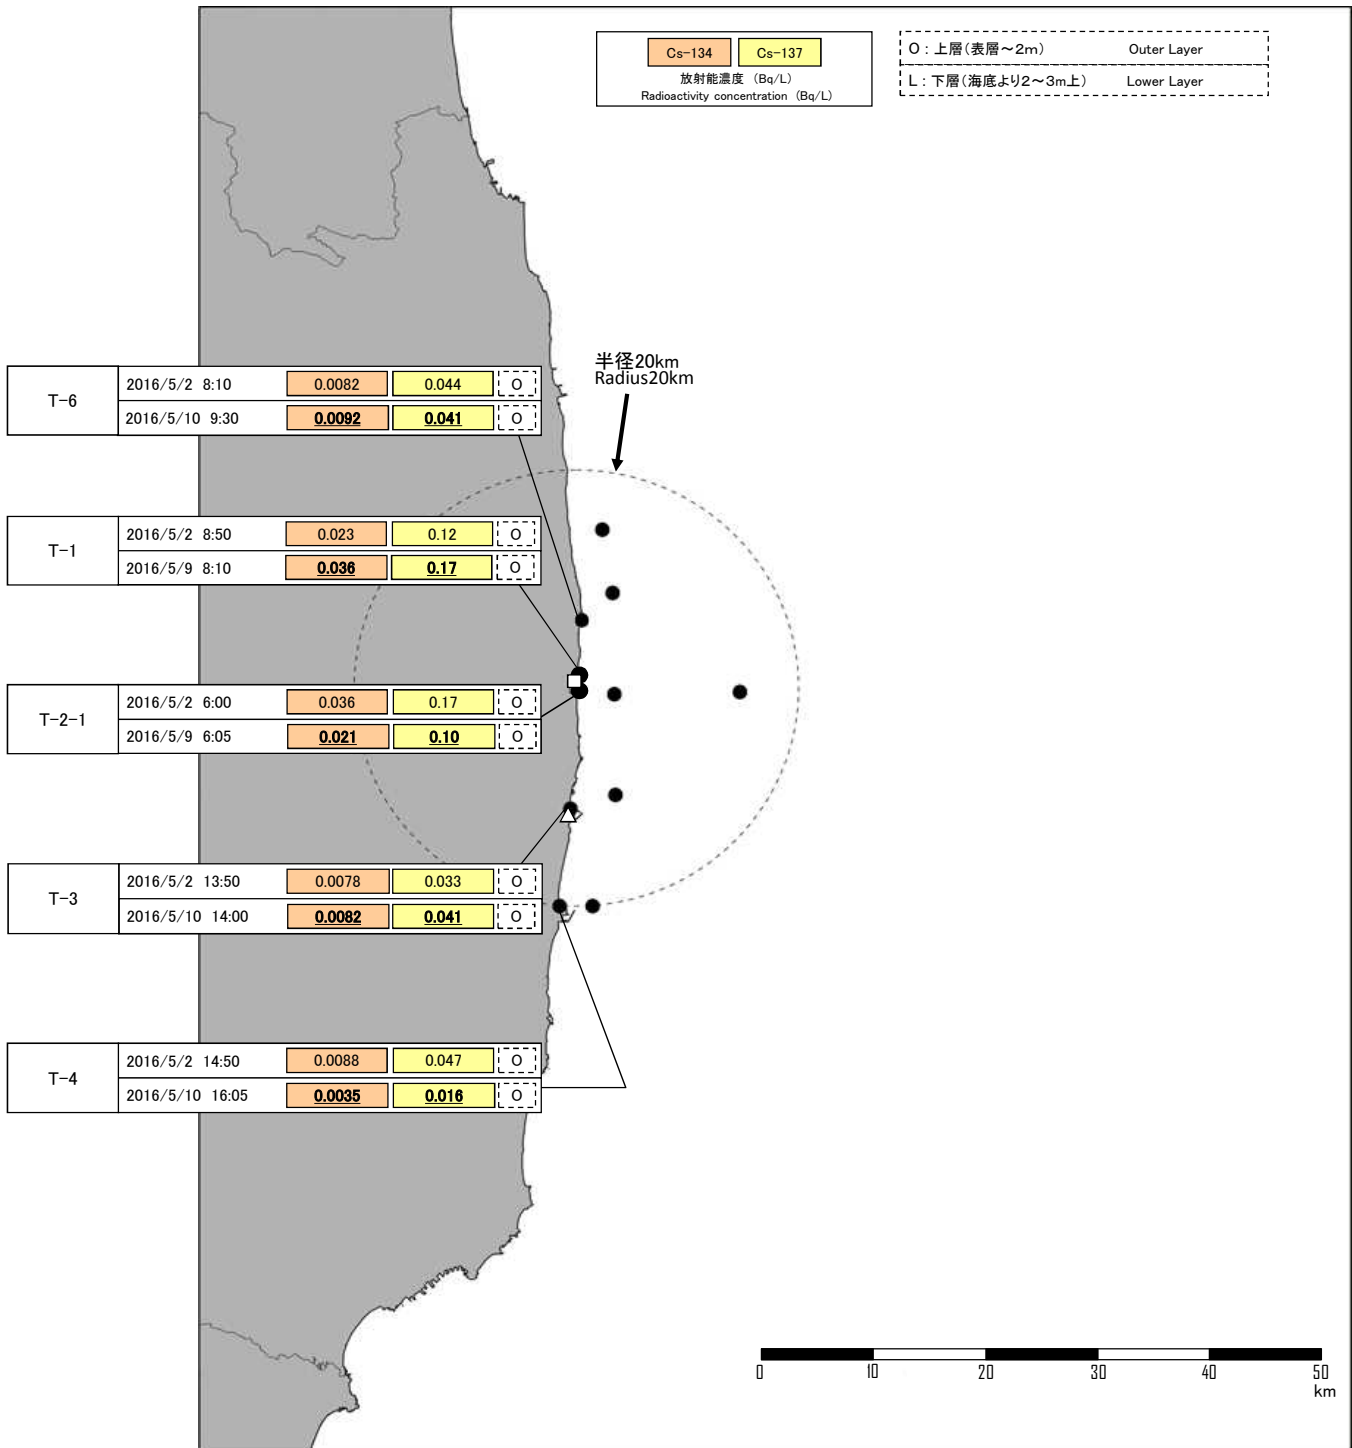 Cs-134 Cs-137
放射能濃度 (Bq/L)
Radioactivity concentration (Bq/L)
O : 上層(表層～2m) Outer Layer
L : 下層(海底より2～3m上) Lower Layer
半径20km
Radius20km
T-6
2016/5/2 8:10 0.0082 0.044 O
2016/5/10 9:30 0.0092 0.041 O
T-1
2016/5/2 8:50 0.023 0.12 O
2016/5/9 8:10 0.036 0.17 O
T-2-1
2016/5/2 6:00 0.036 0.17 O
2016/5/9 6:05 0.021 0.10 O
T-3
2016/5/2 13:50 0.0078 0.033 O
2016/5/10 14:00 0.0082 0.041 O
T-4
2016/5/2 14:50 0.0088 0.047 O
2016/5/10 16:05 0.0035 0.016 O
0 10 20 30 40 50
km